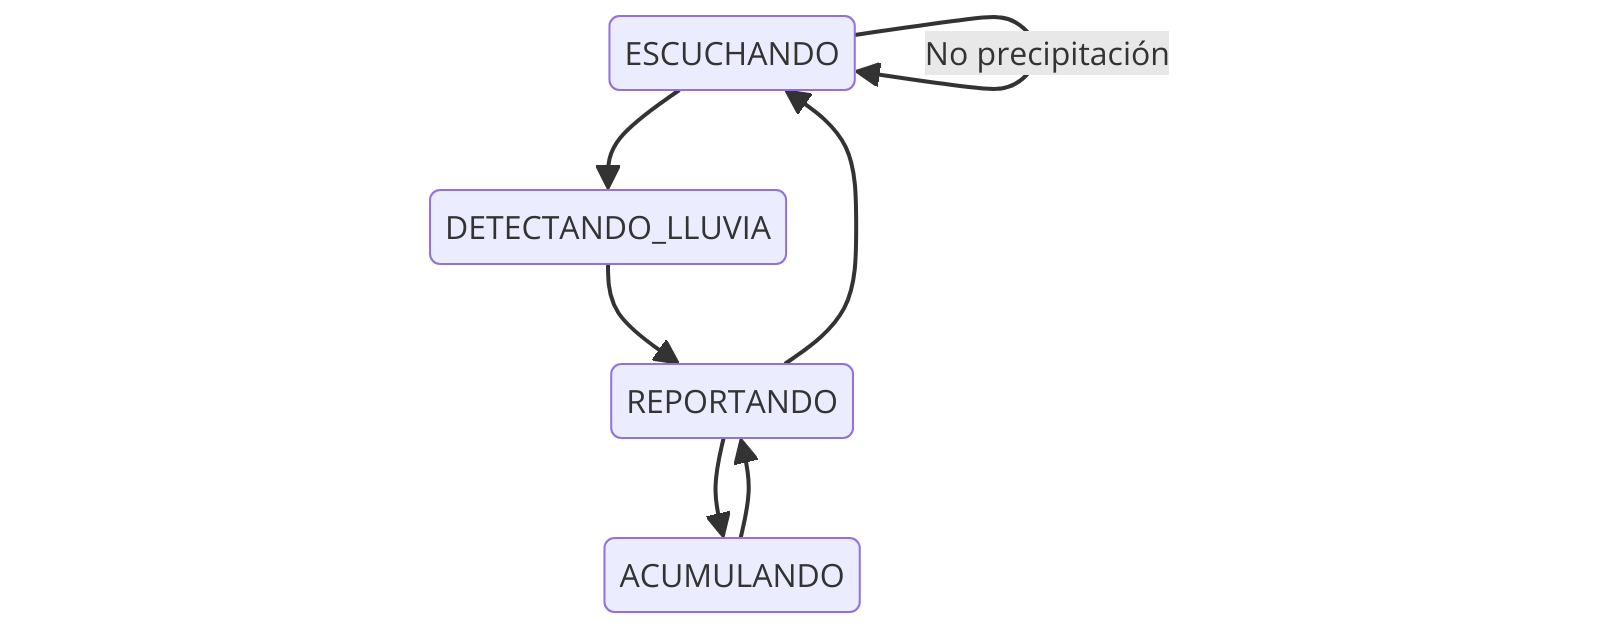 ESCUCHANDO
No precipitación
DETECTANDO_LLUVIA
REPORTANDO
ACUMULANDO